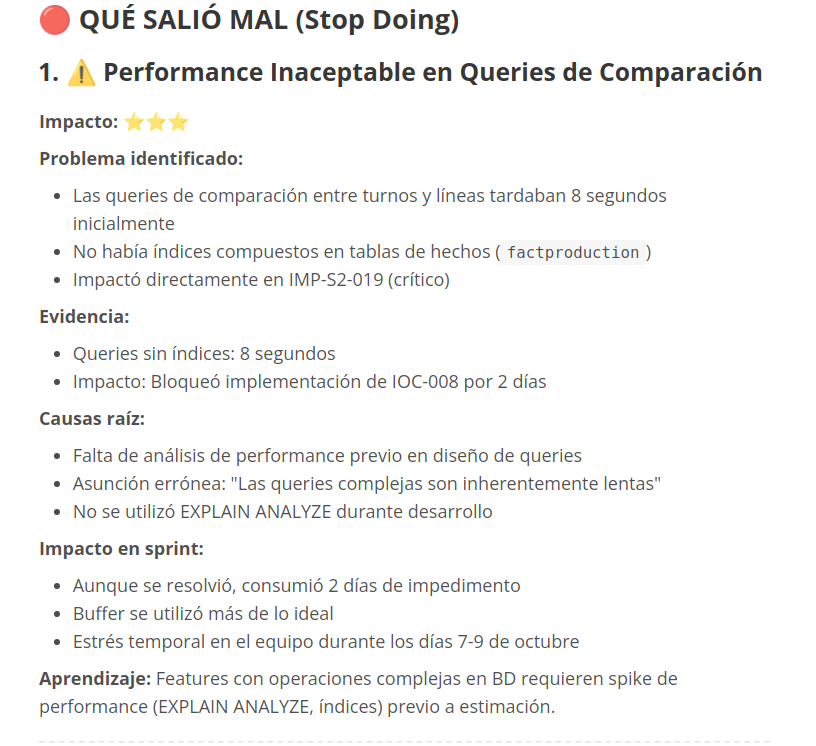 🔴 QUÉ SALIÓ MAL (Stop Doing)
1. ⚠️ Performance Inaceptable en Queries de Comparación
Impacto: ⭐⭐⭐
Problema identificado:
• Las queries de comparación entre turnos y líneas tardaban 8 segundos
inicialmente
• No había índices compuestos en tablas de hechos ( factproduction )
• Impactó directamente en IMP-S2-019 (crítico)
Evidencia:
• Queries sin índices: 8 segundos
• Impacto: Bloqueó implementación de IOC-008 por 2 días
Causas raíz:
• Falta de análisis de performance previo en diseño de queries
• Asunción errónea: "Las queries complejas son inherentemente lentas"
• No se utilizó EXPLAIN ANALYZE durante desarrollo
Impacto en sprint:
• Aunque se resolvió, consumió 2 días de impedimento
• Buffer se utilizó más de lo ideal
• Estrés temporal en el equipo durante los días 7-9 de octubre
Aprendizaje: Features con operaciones complejas en BD requieren spike de
performance (EXPLAIN ANALYZE, índices) previo a estimación.